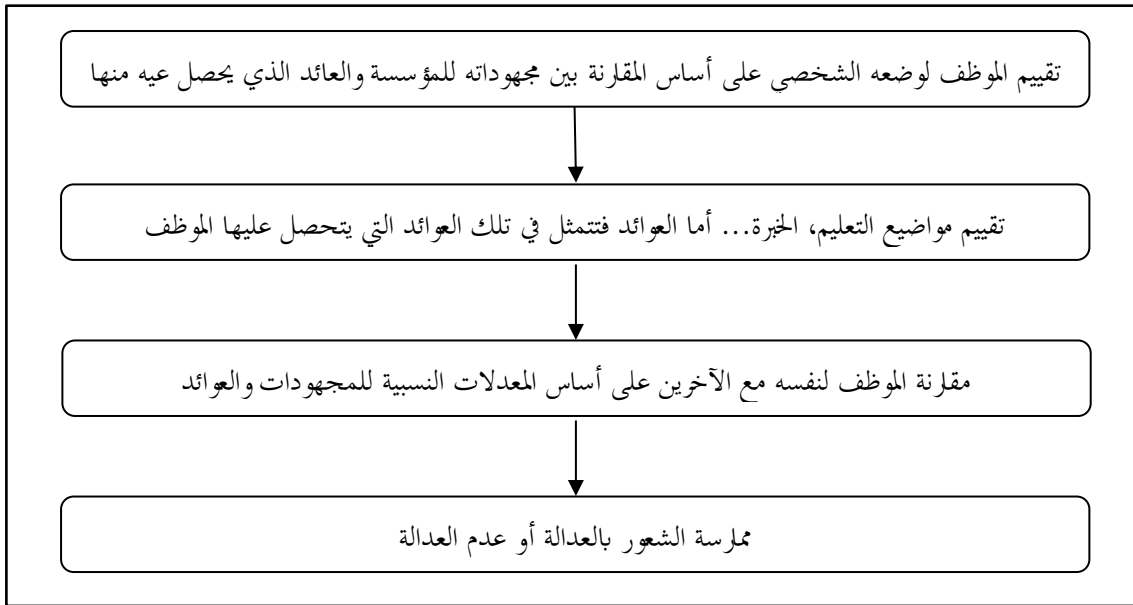 تقييم الموظف لوضعه الشخصي على أساس المقارنة بين مجهوداته للمؤسسة والعائد الذي يحصل عيه منها
تقييم مواضيع التعليم، الخبرة... أما العوائد فتتمثل في تلك العوائد التي يتحصل عليها الموظف
مقارنة الموظف لنفسه مع الآخرين على أساس المعدلات النسبية للمجهودات والعوائد
ممارسة الشعور بالعدالة أو عدم العدالة